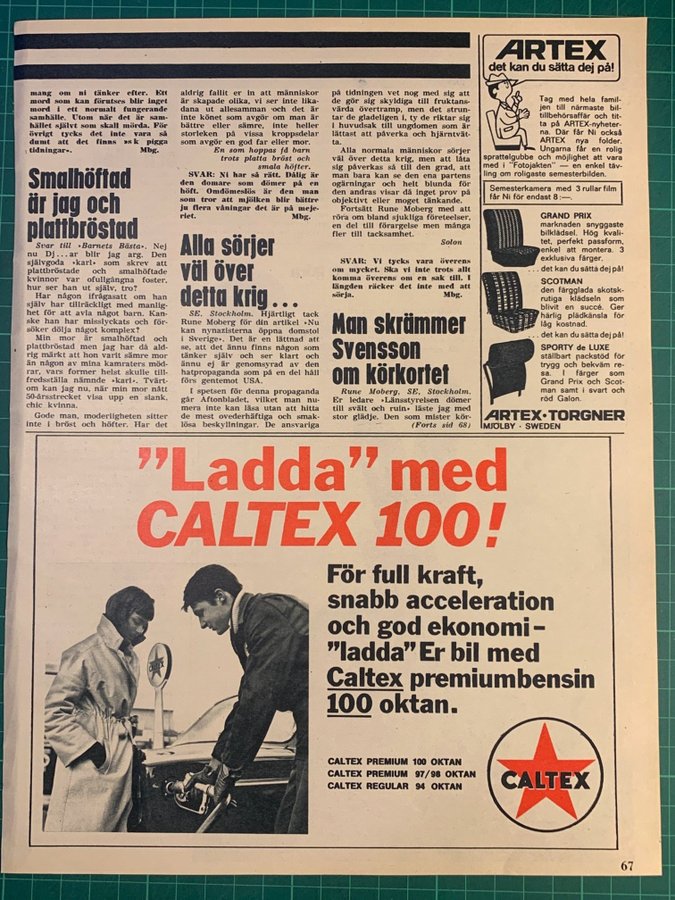 mang om ni tänker efter. Ett
mord som kan förutses blir inget
mord i ett normalt fungerande
samhälle. Utom när det är sam-
hället självt som skall mörda. För
övrigt tycks det inte vara så
dumt att det finns »sk pigga
tidningar». Mbg.
Smalhöftad
är jag och
plattbröstad
Svar till »Barnets Bästa». Nej
nu Dj...ar blir jag arg. Den
självgoda »karl» som skrev att
plattbröstade och smalhöftade
kvinnor var ofullgångna foster,
hur ser han ut själv, tro?
Har någon ifrågasatt om han
själv har tillräckligt med manlig-
het för att avla något barn. Kan-
ske han har misslyckats och för-
söker dölja något komplex?
Min mor är smalhöftad och
plattbröstad men jag har då ald-
rig märkt att hon varit sämre mor
än någon av mina kamraters möd-
rar, vars former helst skulle till-
fredsställa nämnde »karl». Tvärt-
om kan jag nu, när min mor nått
50-årsstrecket visa upp en slank,
chic kvinna.
Gode man, moderligheten sitter
inte i bröst och höfter. Har det
aldrig fallit er in att människor
är skapade olika, vi ser inte lika-
dana ut allesamman och det är
inte könet som avgör om man är
bättre eller sämre, inte heller
storleken på vissa kroppsdelar
som avgör en god far eller mor.
En som hoppas få barn
trots platta bröst och
smala höfter.
SVAR: Ni har så rätt. Dålig är
den domare som dömer på en
höft. Omdömeslös är den man
som tror att mjölken blir bättre
ju flera våningar det är på meje-
riet. Mbg.
Alla sörjer
väl över
detta krig...
SE, Stockholm. Hjärtligt tack
Rune Moberg för din artikel »Nu
kan nynazisterna öppna domstol
i Sverige». Det är en lättnad att
se, att det ännu finns någon som
tänker själv och ser klart och
ännu ej är genomsyrad av den
hatpropaganda som på en del håll
förs gentemot USA.
I spetsen för denna propaganda
går Aftonbladet, vilket man nu-
mera inte kan läsa utan att hitta
de mest ovederhäftiga och smak-
lösa beskyllningar. De ansvariga
på tidningen vet nog med sig att
de gör sig skyldiga till fruktans-
värda övertramp, men det strun-
tar de gladeligen i, ty de riktar sig
i huvudsak till ungdomen som är
lättast att påverka och hjärntvät-
ta.
Alla normala människor sörjer
väl över detta krig, men att låta
sig påverkas så till den grad, att
man bara kan se den ena partens
ogärningar och helt blunda för
den andras visar då inget prov på
objektivt eller moget tänkande.
Fortsätt Rune Moberg med att
röra om bland sjukliga företeelser,
en del till förargelse men många
fler till tacksamhet.
Solon
SVAR: Vi tycks vara överens
om mycket. Ska vi inte trots allt
komma överens om en sak till. I
längden räcker det inte med att
sörja. Mbg.
Man skrämmer
Svensson
om körkortet
Rune Moberg, SE, Stockholm.
Er ledare »Länsstyrelsen dömer
till svält och ruin» läste jag med
stor glädje. Den som mister kör-
(Forts sid 68)
ARTEX
det kan du sätta dej på!
Tag med hela famil-
jen till närmaste bil-
tillbehörsaffär och tit-
ta på ARTEX-nyheter-
na. Där får Ni också
ARTEX nya folder.
Ungarna får en rolig
sprattelgubbe och möjlighet att vara
med i "Fotojakten" — en enkel täv-
ling om roligaste semesterbilden.
Semesterkamera med 3 rullar film
får Ni för endast 8:—.
GRAND PRIX
marknaden snyggaste
bilklädsel. Hög kvali-
tet, perfekt passform,
enkel att montera. 3
exklusiva färger.
...det kan du sätta dej på!
SCOTMAN
den färgglada skotsk-
rutiga klädseln som
blivit en succé. Ger
härlig plädkänsla för
låg kostnad.
...det kan du sätta dej på!
SPORTY de LUXE
ställbart packstöd för
trygg och bekväm re-
sa. I färger som
Grand Prix och Scot-
man samt i svart och
röd Galon.
ARTEX•TORGNER
MJÖLBY · SWEDEN
"Ladda" med
CALTEX 100!
För full kraft,
snabb acceleration
och god ekonomi–
"ladda" Er bil med
Caltex premiumbensin
100 oktan.
CALTEX PREMIUM 100 OKTAN
CALTEX PREMIUM 97/98 OKTAN
CALTEX REGULAR 94 OKTAN
CALTEX
67